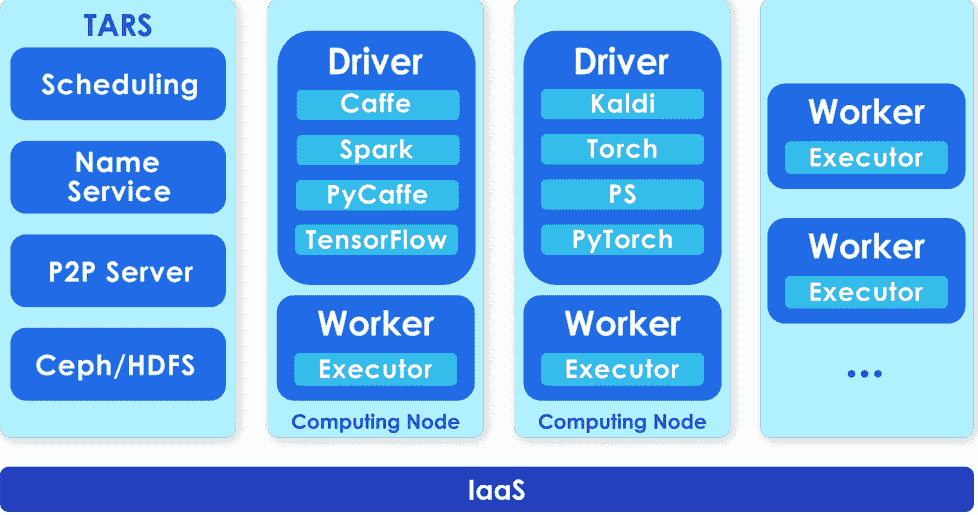 TARS
Scheduling
Name
Service
P2P Server
Ceph/HDFS
Driver
Caffe
Spark
PyCaffe
TensorFlow
Worker
Executor
Computing Node
Driver
Kaldi
Torch
PS
PyTorch
Worker
Executor
Computing Node
Worker
Executor
Worker
Executor
...
IaaS